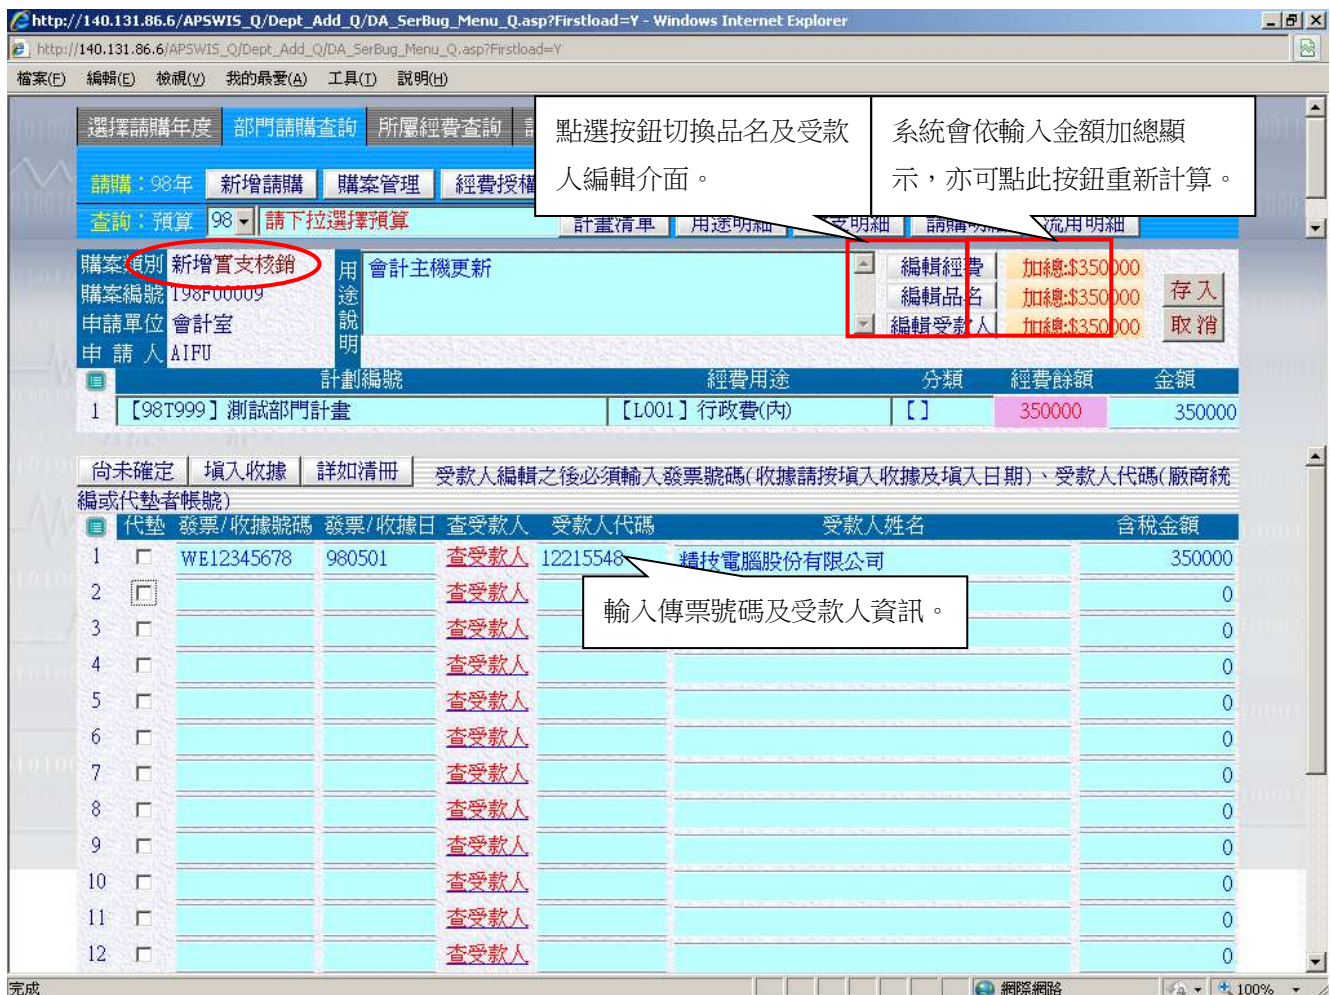 http://140.131.86.6/APSWIS_Q/Dept_Add_Q/DA_SerBug_Menu_Q.asp?Firstload=Y - Windows Internet Explorer
http://140.131.86.6/APSWIS_Q/Dept_Add_Q/DA_SerBug_Menu_Q.asp?Firstload=Y
檔案(F) 編輯(E) 檢視(V) 我的最愛(A) 工具(T) 說明(H)
選擇請購年度 部門請購查詢 所屬經費查詢
點選按鈕切換品名及受款
人編輯介面。
系統會依輸入金額加總顯
示，亦可點此按鈕重新計算。
請購：98年 新增請購 購案管理 經費授權
查詢：預算 98 請下拉選擇預算 計畫清單 用途明細 支明細 請購明細 流用明細
購案類別 新增實支核銷
購案編號 198F00009
申請單位 會計室
申 請 人 AIFU
用途說明 會計主機更新
編輯經費 加總:$350000
編輯品名 加總:$350000
編輯受款人 加總:$350000
存入
取消
計劃編號 經費用途 分類 經費餘額 金額
1 【98T999】測試部門計畫 【L001】行政費(內) 【】 350000 350000
尚未確定 填入收據 詳如清冊 受款人編輯之後必須輸入發票號碼(收據請按填入收據及填入日期)、受款人代碼(廠商統
編或代墊者帳號)
代墊 發票/收據號碼 發票/收據日 查受款人 受款人代碼 受款人姓名 含稅金額
1 WE12345678 980501 查受款人 12215548 精技電腦股份有限公司 350000
2 查受款人 0
輸入傳票號碼及受款人資訊。
3 查受款人 0
4 查受款人 0
5 查受款人 0
6 查受款人 0
7 查受款人 0
8 查受款人 0
9 查受款人 0
10 查受款人 0
11 查受款人 0
12 查受款人 0
完成 網際網路 100%